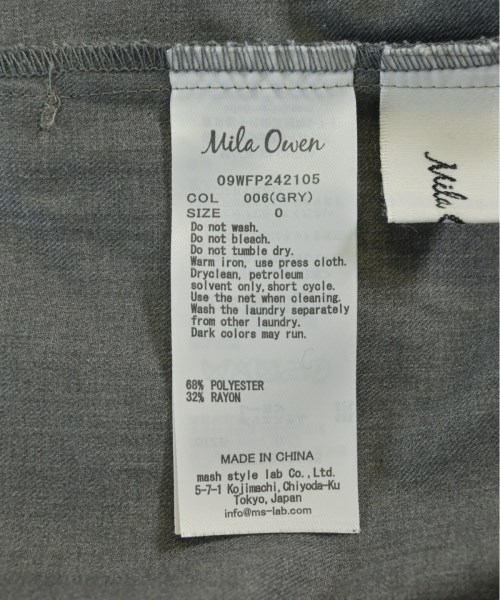 Mila Owen
09WFP242105
COL 006(GRY)
SIZE 0
Do not wash.
Do not bleach.
Do not tumble dry.
Warm iron, use press cloth.
Dryclean, petroleum
solvent only,short cycle.
Use the net when cleaning.
Wash the laundry separately
from other laundry.
Dark colors may run.
68% POLYESTER
32% RAYON
MADE IN CHINA
mash style lab Co.,Ltd.
5-7-1 Kojimachi,Chiyoda-Ku
Tokyo,Japan
info@ms-lab.com
Mila O